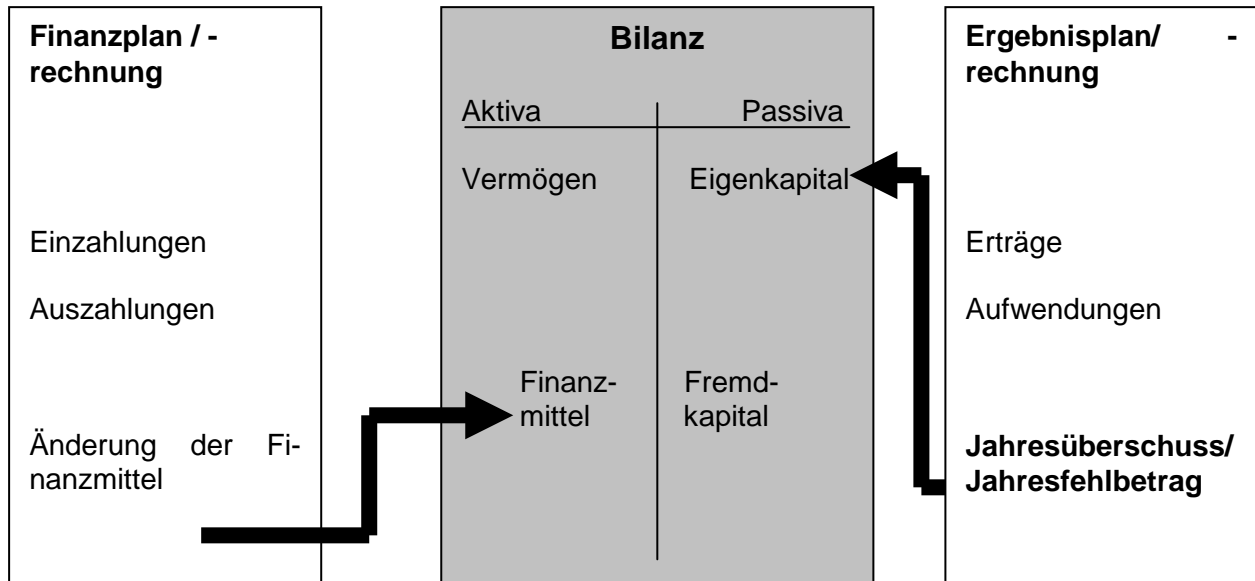 Finanzplan / -
rechnung
Einzahlungen
Auszahlungen
Änderung der Fi-
nanzmittel
Bilanz
Aktiva Passiva
Vermögen Eigenkapital
Finanz- Fremd-
mittel kapital
Ergebnisplan/ -
rechnung
Erträge
Aufwendungen
Jahresüberschuss/
Jahresfehlbetrag